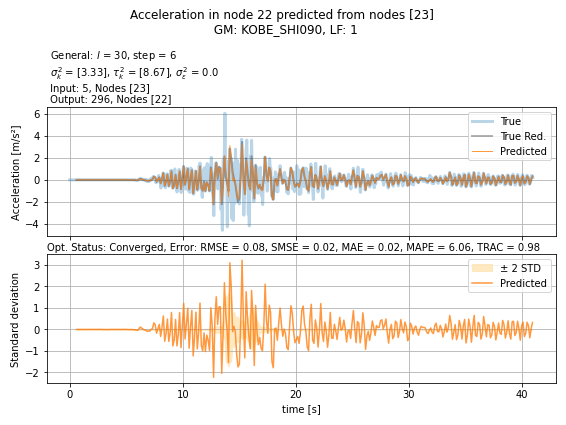 Acceleration in node 22 predicted from nodes [23]
GM: KOBE_SHI090, LF: 1
General: l = 30, step = 6
σ²ₖ = [3.33], τ²ₖ = [8.67], σ²ε = 0.0
Input: 5, Nodes [23]
Output: 296, Nodes [22]
Acceleration [m/s²]
6
4
2
0
−2
−4
True
True Red.
Predicted
Opt. Status: Converged, Error: RMSE = 0.08, SMSE = 0.02, MAE = 0.02, MAPE = 6.06, TRAC = 0.98
Standard deviation
3
2
1
0
−1
−2
± 2 STD
Predicted
0 10 20 30 40
time [s]